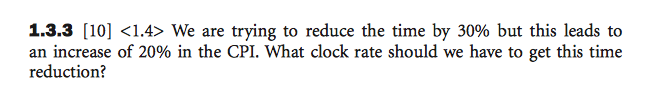 1.3.3 [10] <1.4> We are trying to reduce the time by 30% but this leads to
an increase of 20% in the CPI. What clock rate should we have to get this time
reduction?